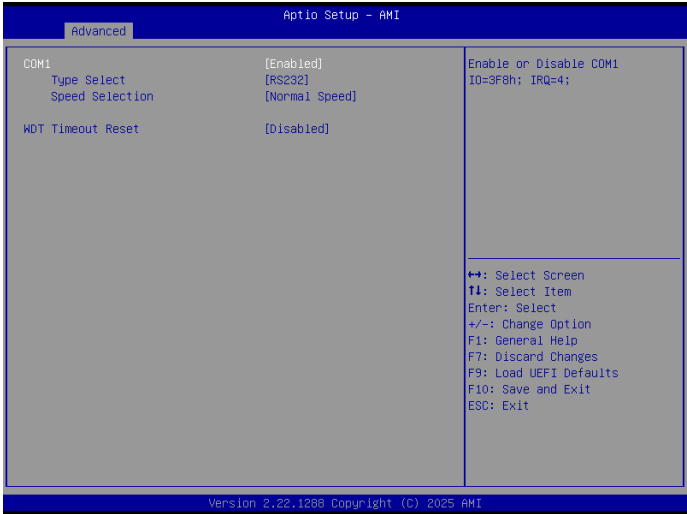 Aptio Setup – AMI
Advanced
COM1 [Enabled]
Type Select [RS232]
Speed Selection [Normal Speed]
WDT Timeout Reset [Disabled]
Enable or Disable COM1
IO=3F8h; IRQ=4;
↔: Select Screen
↑↓: Select Item
Enter: Select
+/-: Change Option
F1: General Help
F7: Discard Changes
F9: Load UEFI Defaults
F10: Save and Exit
ESC: Exit
Version 2.22.1288 Copyright (C) 2025 AMI